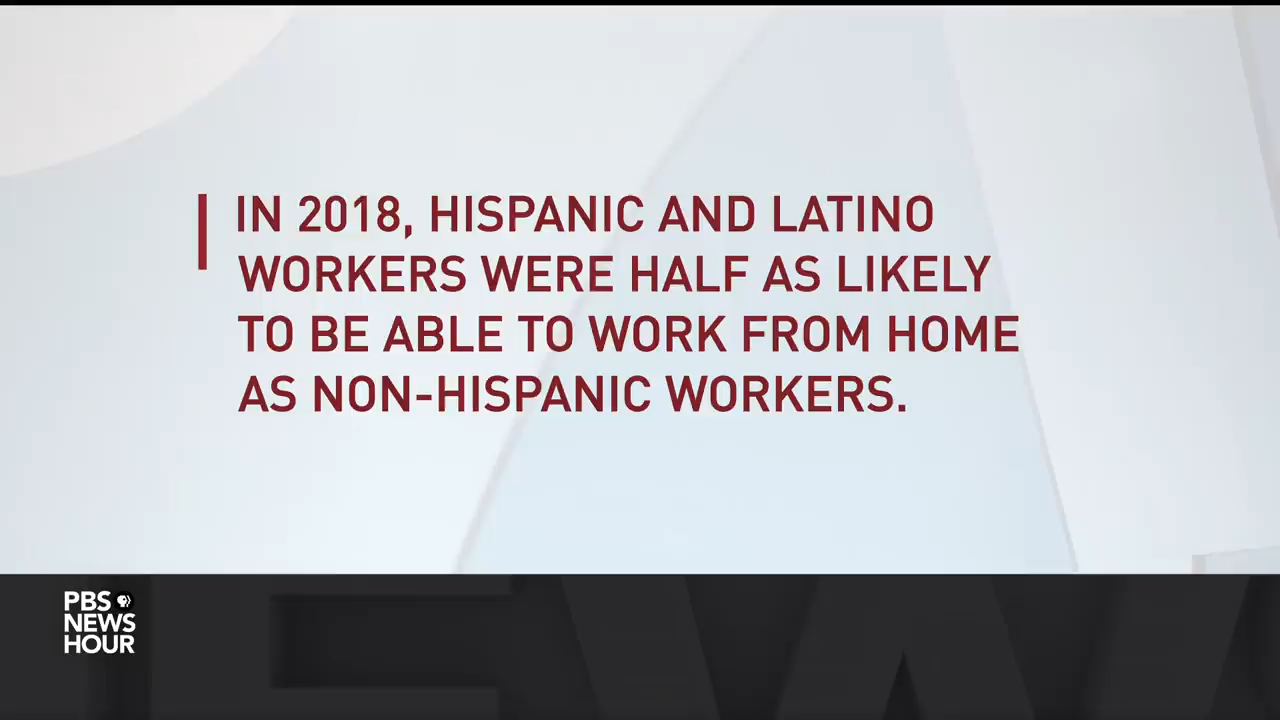 IN 2018, HISPANIC AND LATINO
WORKERS WERE HALF AS LIKELY
TO BE ABLE TO WORK FROM HOME
AS NON-HISPANIC WORKERS.
PBS
NEWS
HOUR